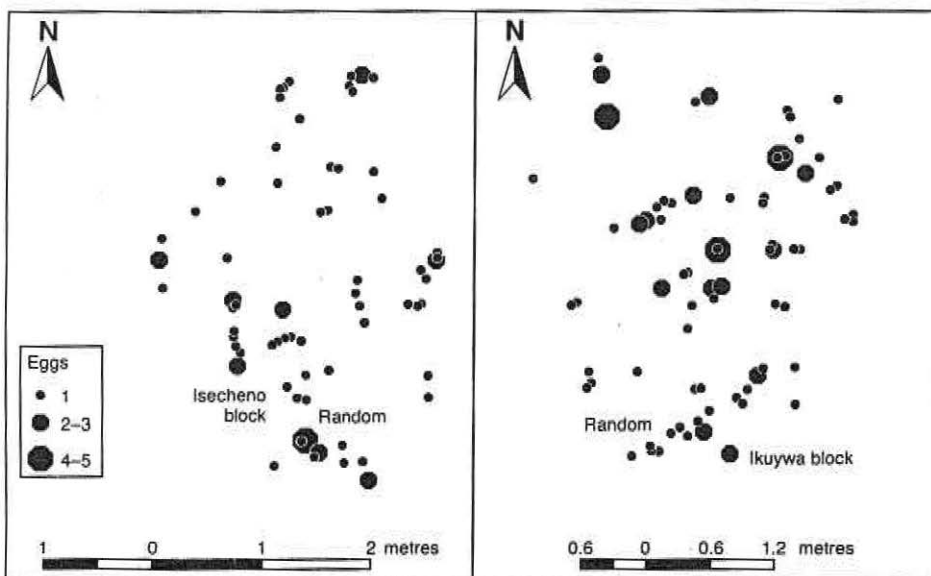 N
N
Eggs
1
2–3
4–5
Isecheno
block
Random
Random
Ikuywa block
1 0 1 2 metres
0.6 0 0.6 1.2 metres